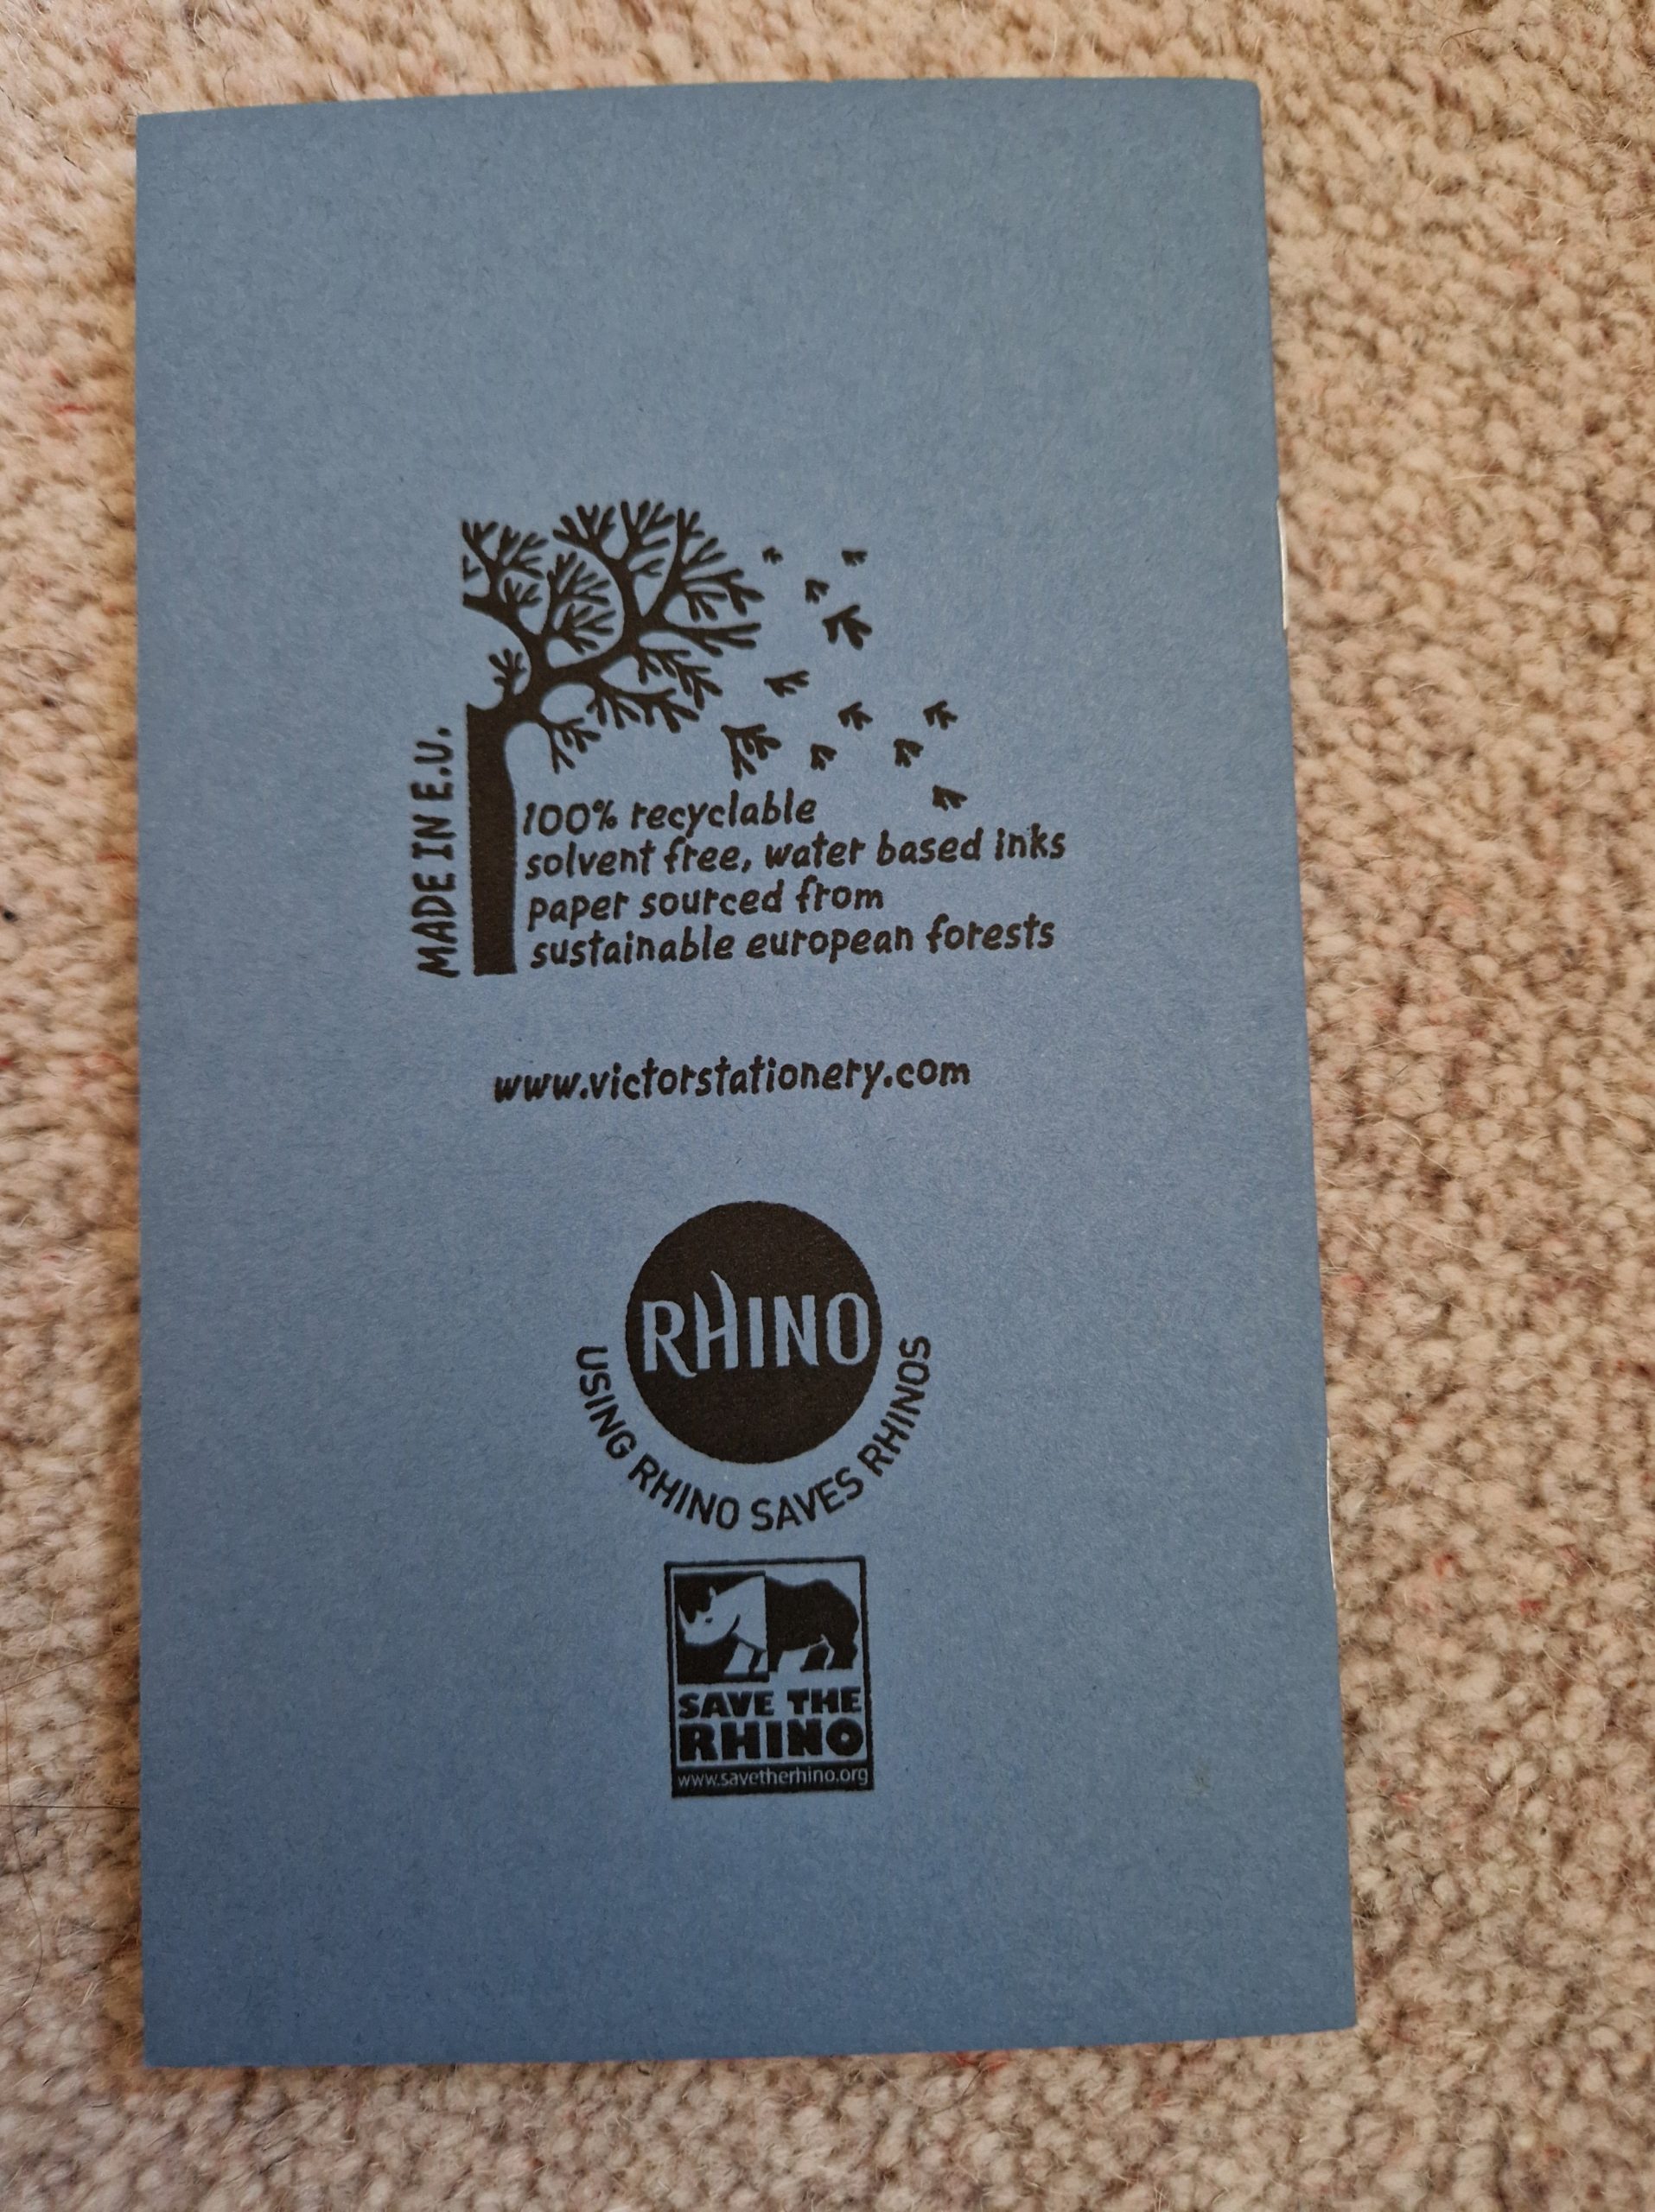 MADE IN E.U.
100% recyclable
solvent free, water based inks
paper sourced from
sustainable european forests
www.victorstationery.com
RHINO
USING RHINO SAVES RHINOS
SAVE THE
RHINO
www.savetherhino.org